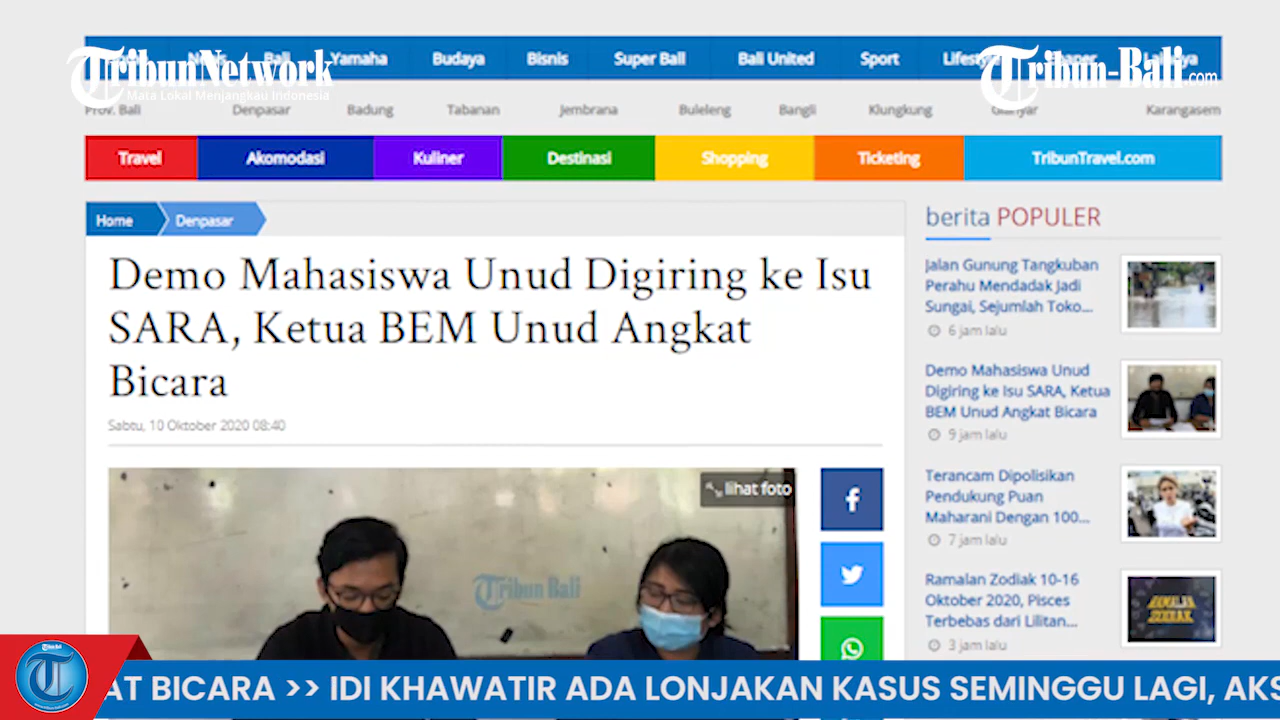 TribunNetwork
Mata Lokal Menjangkau Indonesia
Tribun-Bali.com
Yamaha Budaya Bisnis Super Ball Bali United Sport
Prov. Bali Denpasar Badung Tabanan Jembrana Buleleng Bangli Klungkung Gianyar Karangasem
Travel Akomodasi Kuliner Destinasi Shopping Ticketing TribunTravel.com
Home Denpasar
Demo Mahasiswa Unud Digiring ke Isu
SARA, Ketua BEM Unud Angkat
Bicara
Sabtu, 10 Oktober 2020 08:40
lihat foto
Tribun Bali
berita POPULER
Jalan Gunung Tangkuban
Perahu Mendadak Jadi
Sungai, Sejumlah Toko...
6 jam lalu
Demo Mahasiswa Unud
Digiring ke Isu SARA, Ketua
BEM Unud Angkat Bicara
9 jam lalu
Terancam Dipolisikan
Pendukung Puan
Maharani Dengan 100...
7 jam lalu
Ramalan Zodiak 10-16
Oktober 2020, Pisces
Terbebas dari Lilitan...
3 jam lalu
RAMALAN
ZODIAK
AT BICARA >> IDI KHAWATIR ADA LONJAKAN KASUS SEMINGGU LAGI, AKS